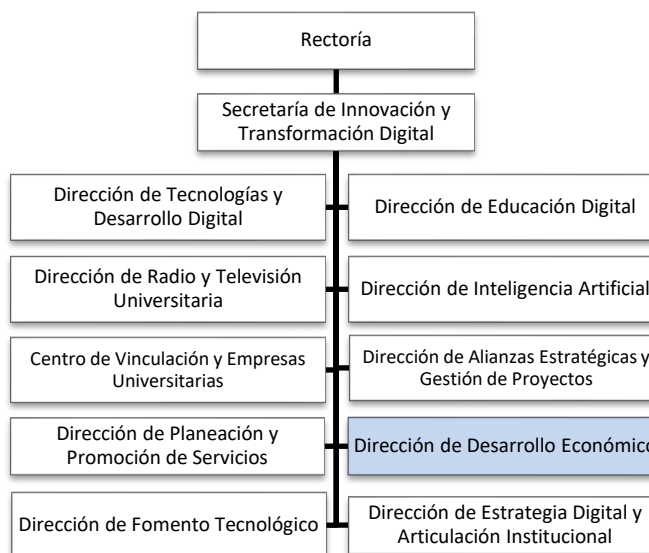 Rectoría
Secretaría de Innovación y
Transformación Digital
Dirección de Tecnologías y
Desarrollo Digital
Dirección de Educación Digital
Dirección de Radio y Televisión
Universitaria
Dirección de Inteligencia Artificial
Centro de Vinculación y Empresas
Universitarias
Dirección de Alianzas Estratégicas y
Gestión de Proyectos
Dirección de Planeación y
Promoción de Servicios
Dirección de Desarrollo Económico
Dirección de Fomento Tecnológico
Dirección de Estrategia Digital y
Articulación Institucional